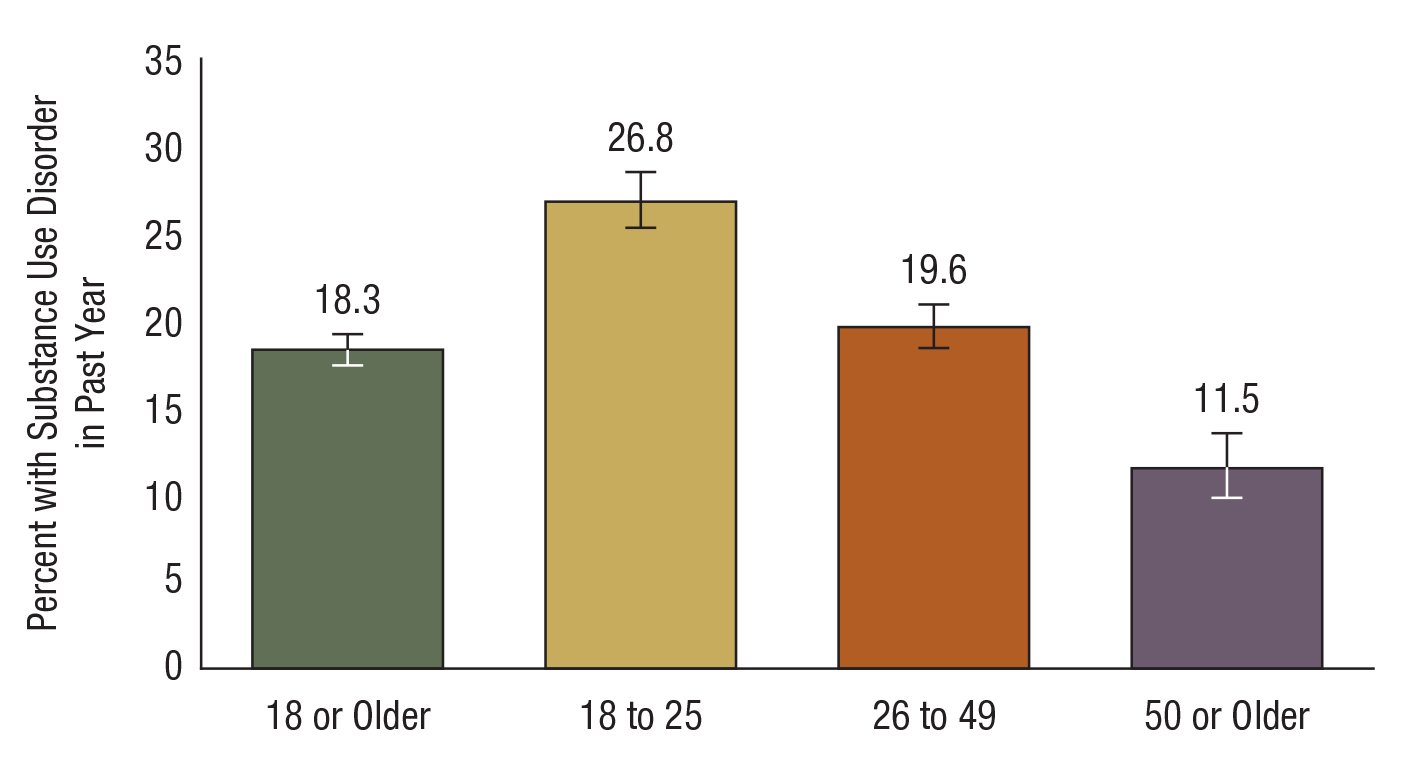 Percent with Substance Use Disorder
in Past Year
35
30
25
20
15
10
5
0
18.3
26.8
19.6
11.5
18 or Older
18 to 25
26 to 49
50 or Older